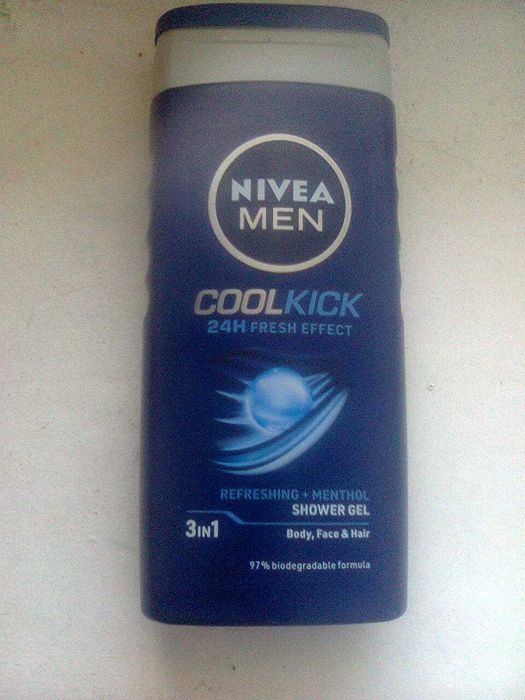 NIVEA
MEN
COOLKICK
24H FRESH EFFECT
REFRESHING + MENTHOL
SHOWER GEL
3IN1
Body, Face & Hair
97% biodegradable formula